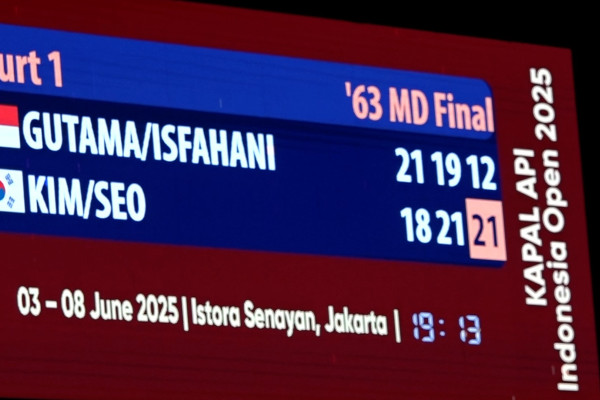 urt 1
'63 MD Final
GUTAMA/ISFAHANI 21 19 12
KIM/SEO 18 21 21
03 – 08 June 2025 | Istora Senayan, Jakarta | 19:13
KAPAL API
Indonesia Open 2025